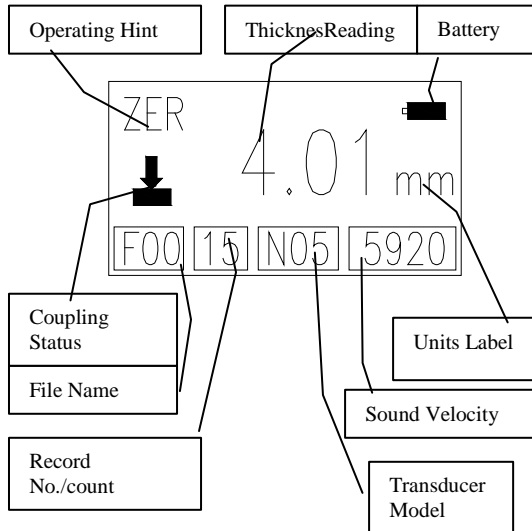 Operating Hint
ThicknesReading
Battery
ZER
4.01 mm
F00 15 N05 5920
Coupling
Status
File Name
Record
No./count
Units Label
Sound Velocity
Transducer
Model